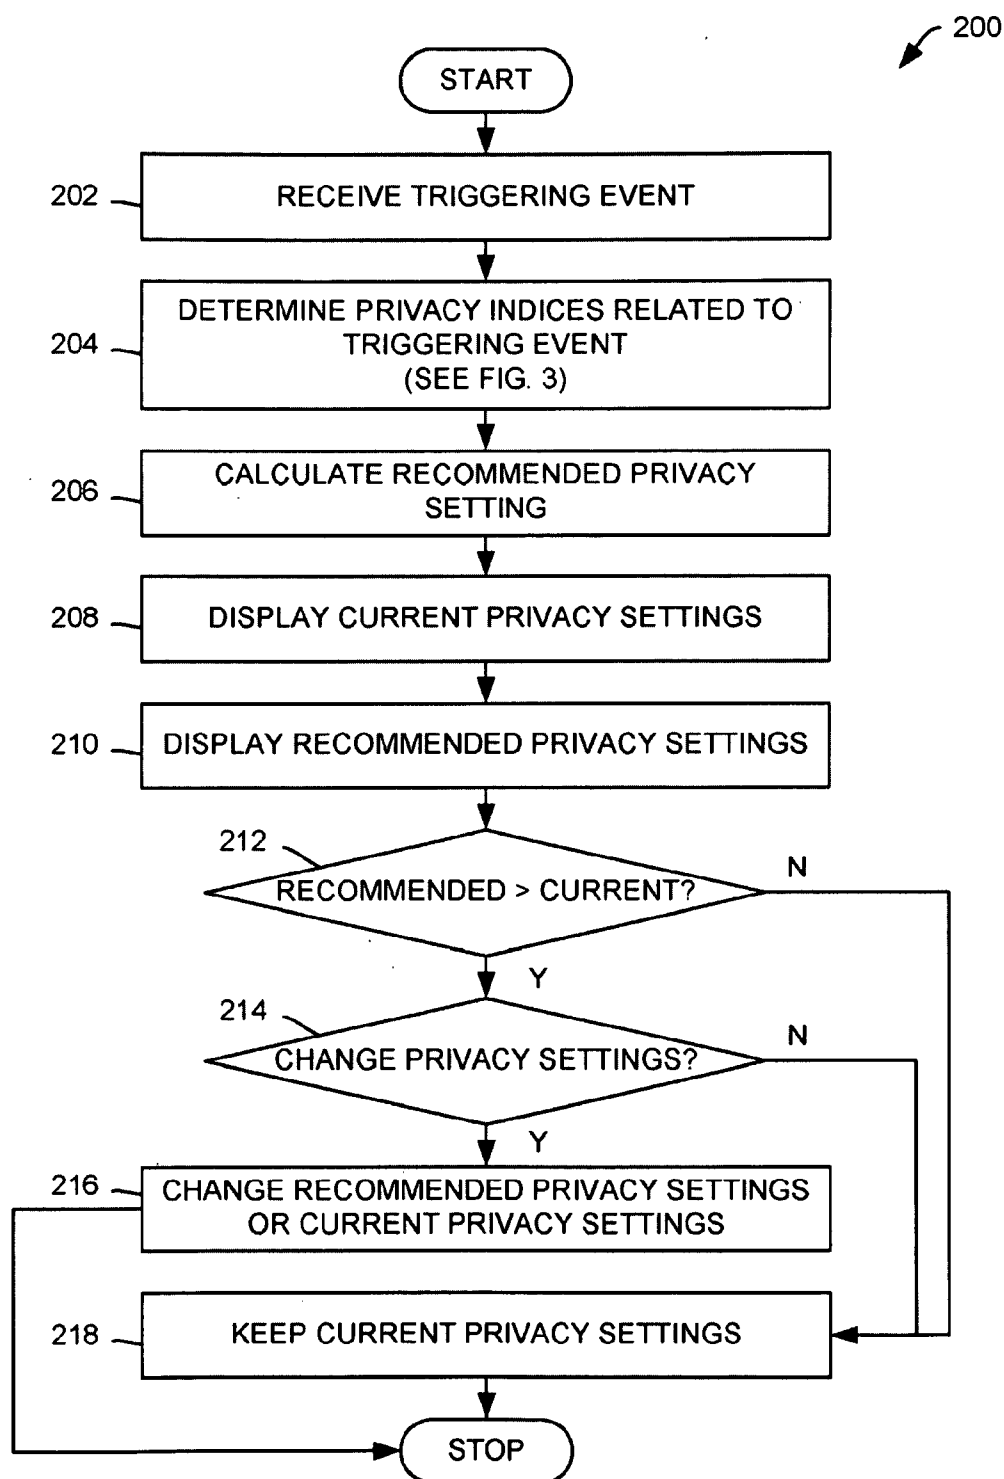 200
START
202
RECEIVE TRIGGERING EVENT
204
DETERMINE PRIVACY INDICES RELATED TO
TRIGGERING EVENT
(SEE FIG. 3)
206
CALCULATE RECOMMENDED PRIVACY
SETTING
208
DISPLAY CURRENT PRIVACY SETTINGS
210
DISPLAY RECOMMENDED PRIVACY SETTINGS
212
RECOMMENDED > CURRENT?
N
Y
214
CHANGE PRIVACY SETTINGS?
N
Y
216
CHANGE RECOMMENDED PRIVACY SETTINGS
OR CURRENT PRIVACY SETTINGS
218
KEEP CURRENT PRIVACY SETTINGS
STOP